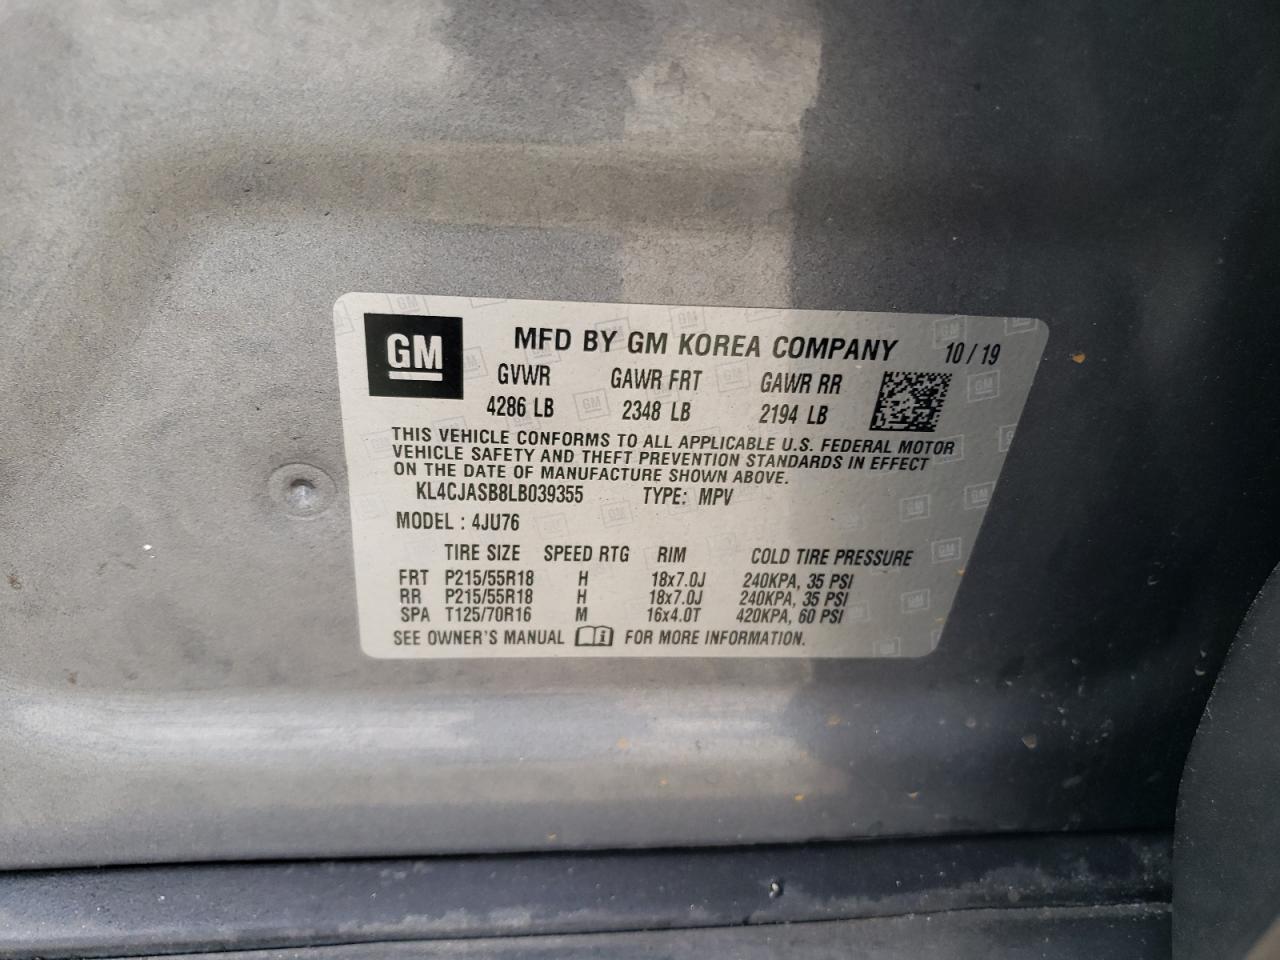 GM
MFD BY GM KOREA COMPANY 10 / 19
GVWR GAWR FRT GAWR RR
4286 LB 2348 LB 2194 LB
THIS VEHICLE CONFORMS TO ALL APPLICABLE U.S. FEDERAL MOTOR
VEHICLE SAFETY AND THEFT PREVENTION STANDARDS IN EFFECT
ON THE DATE OF MANUFACTURE SHOWN ABOVE.
KL4CJASB8LB039355 TYPE: MPV
MODEL : 4JU76
TIRE SIZE SPEED RTG RIM COLD TIRE PRESSURE
FRT P215/55R18 H 18x7.0J 240KPA, 35 PSI
RR P215/55R18 H 18x7.0J 240KPA, 35 PSI
SPA T125/70R16 M 16x4.0T 420KPA, 60 PSI
SEE OWNER'S MANUAL i FOR MORE INFORMATION.